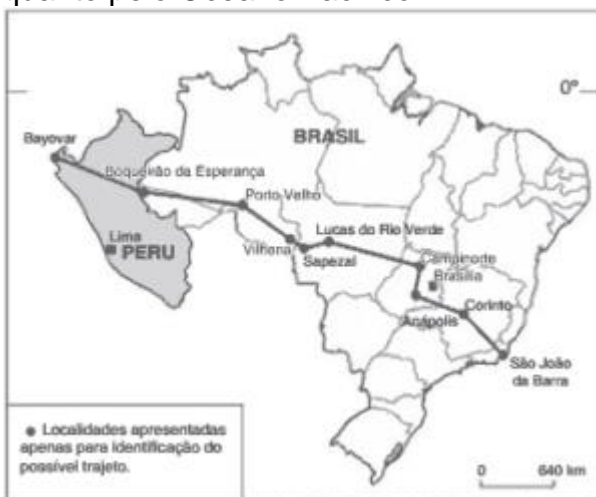 0°
Bayovar
BRASIL
Boqueirão da Esperança
Porto Velho
Lima
PERU
Vilhena
Lucas do Rio Verde
Sapezal
Campinorte
Brasília
Corinto
Anápolis
São João
da Barra
● Localidades apresentadas
apenas para identificação do
possível trajeto.
0 640 km